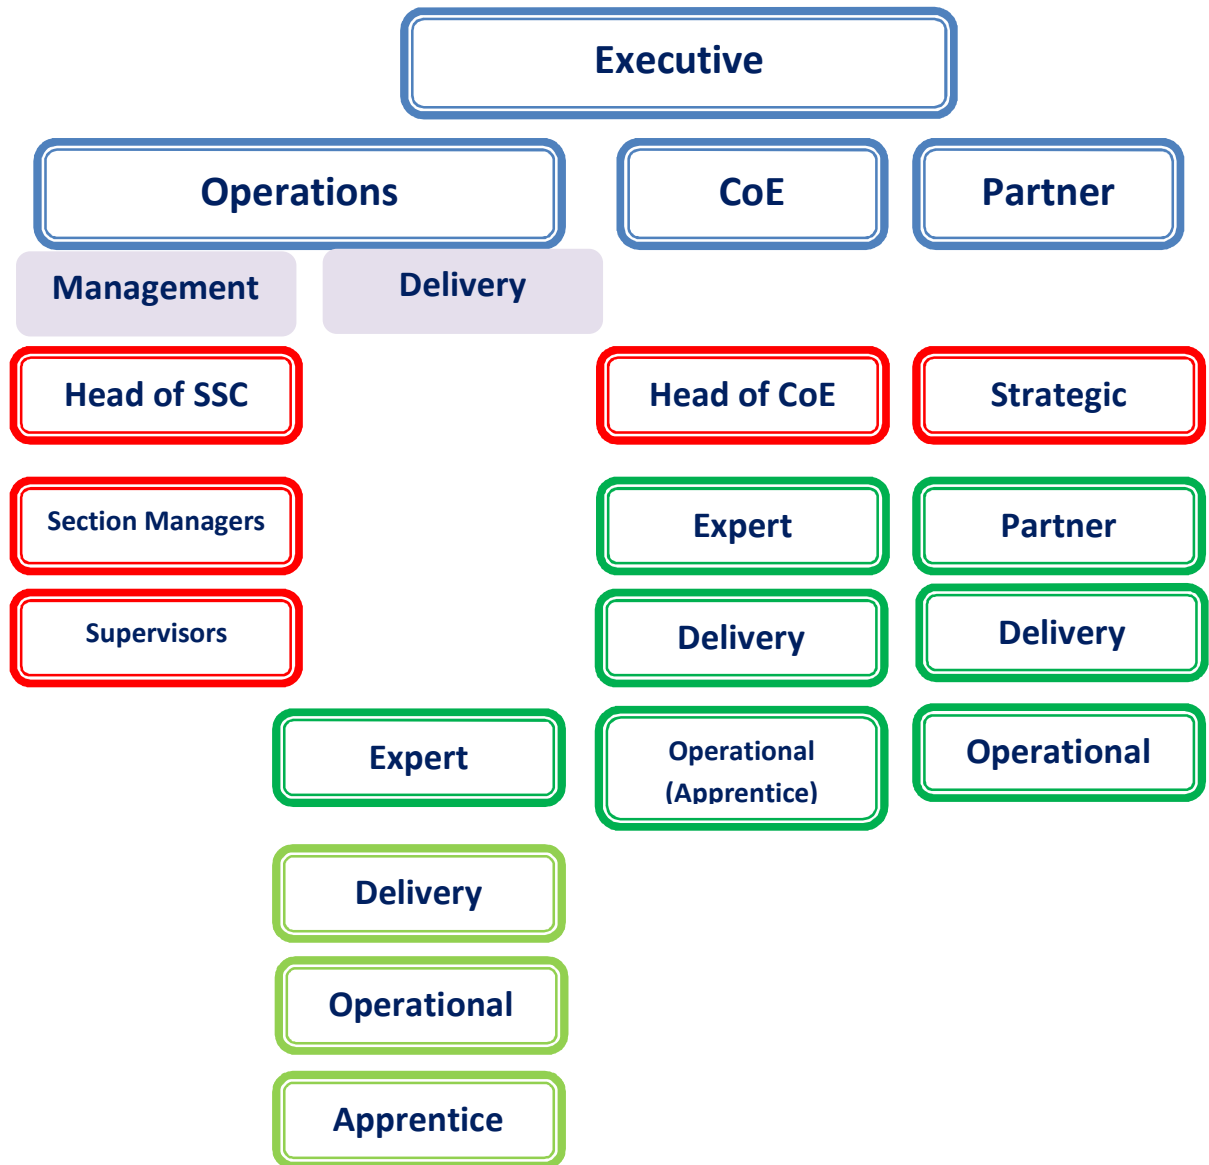 Executive
Operations
CoE
Partner
Management
Delivery
Head of SSC
Head of CoE
Strategic
Section Managers
Expert
Partner
Supervisors
Delivery
Delivery
Expert
Operational
(Apprentice)
Operational
Delivery
Operational
Apprentice